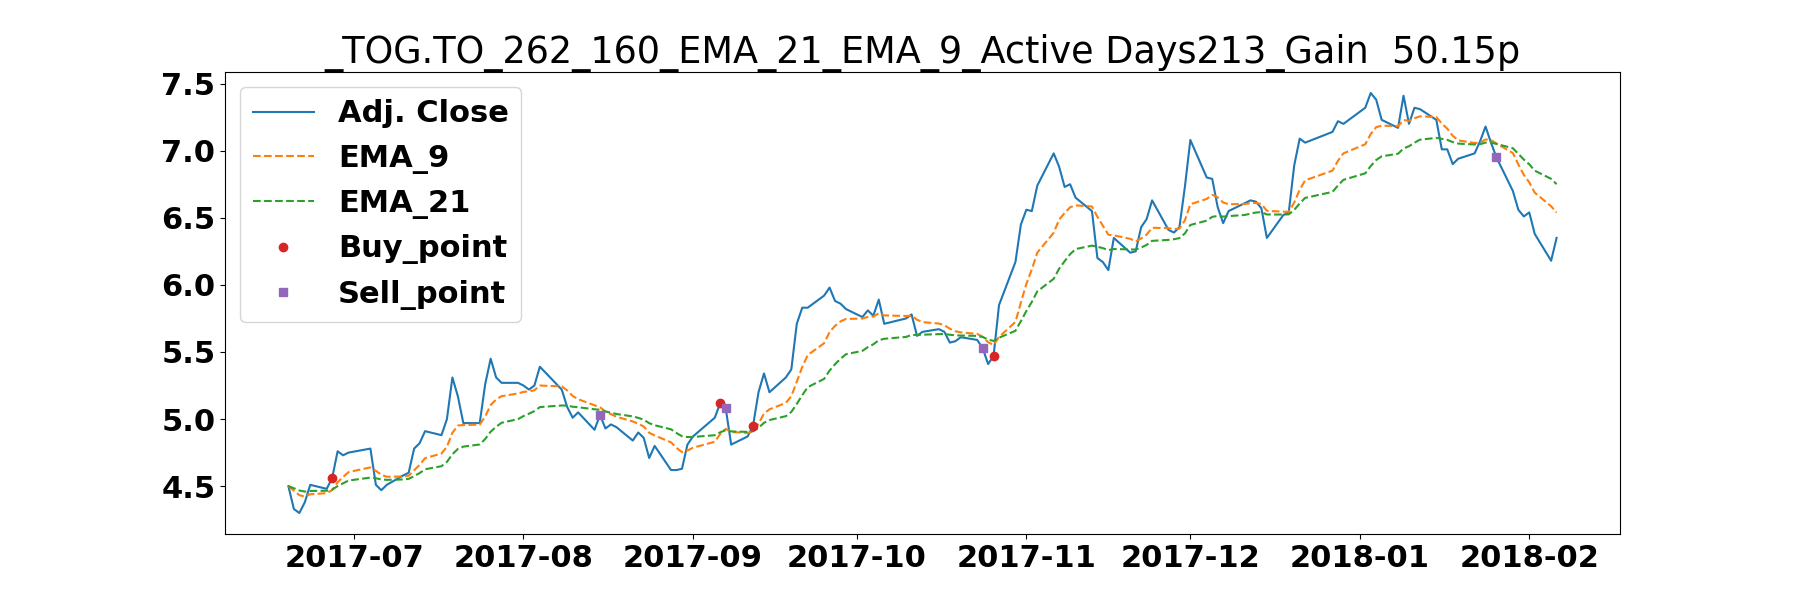 _TOG.TO_262_160_EMA_21_EMA_9_Active Days213_Gain  50.15p
7.5
7.0
6.5
6.0
5.5
5.0
4.5
Adj. Close
EMA_9
EMA_21
Buy_point
Sell_point
2017-07 2017-08 2017-09 2017-10 2017-11 2017-12 2018-01 2018-02